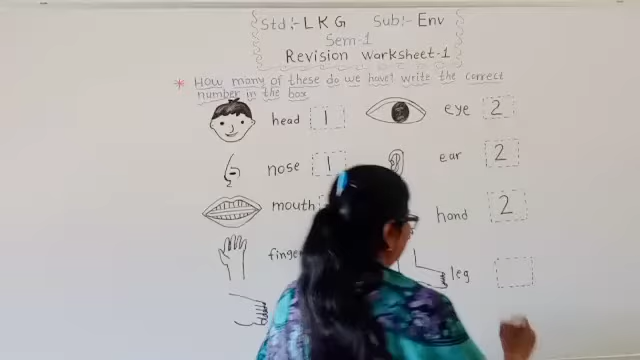 Std :- L K G Sub :- Env
Sem-1
Revision Worksheet-1
* How many of these do we have? write the correct
number in the box
head 1 eye 2
nose 1 ear 2
mouth hand 2
finger leg